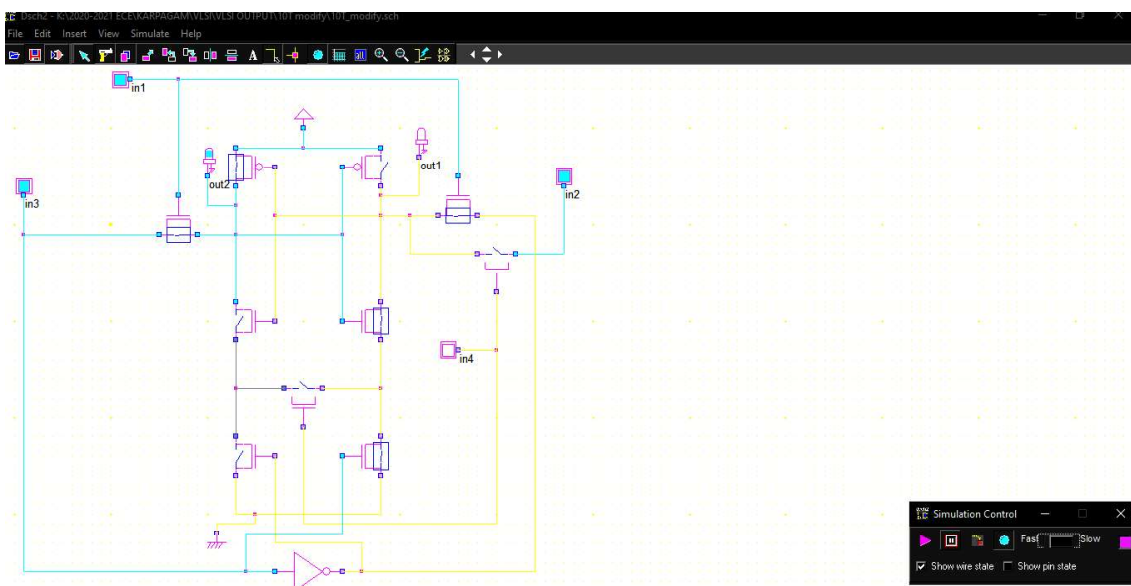 Dsch2 - K:\2020-2021 ECE\KARPAGAM\VLSI\VLSI OUTPUT\10T modify\10T_modify.sch
File Edit Insert View Simulate Help
A
in1
out1
out2
in2
in3
in4
Simulation Control
Fast Slow
Show wire state Show pin state